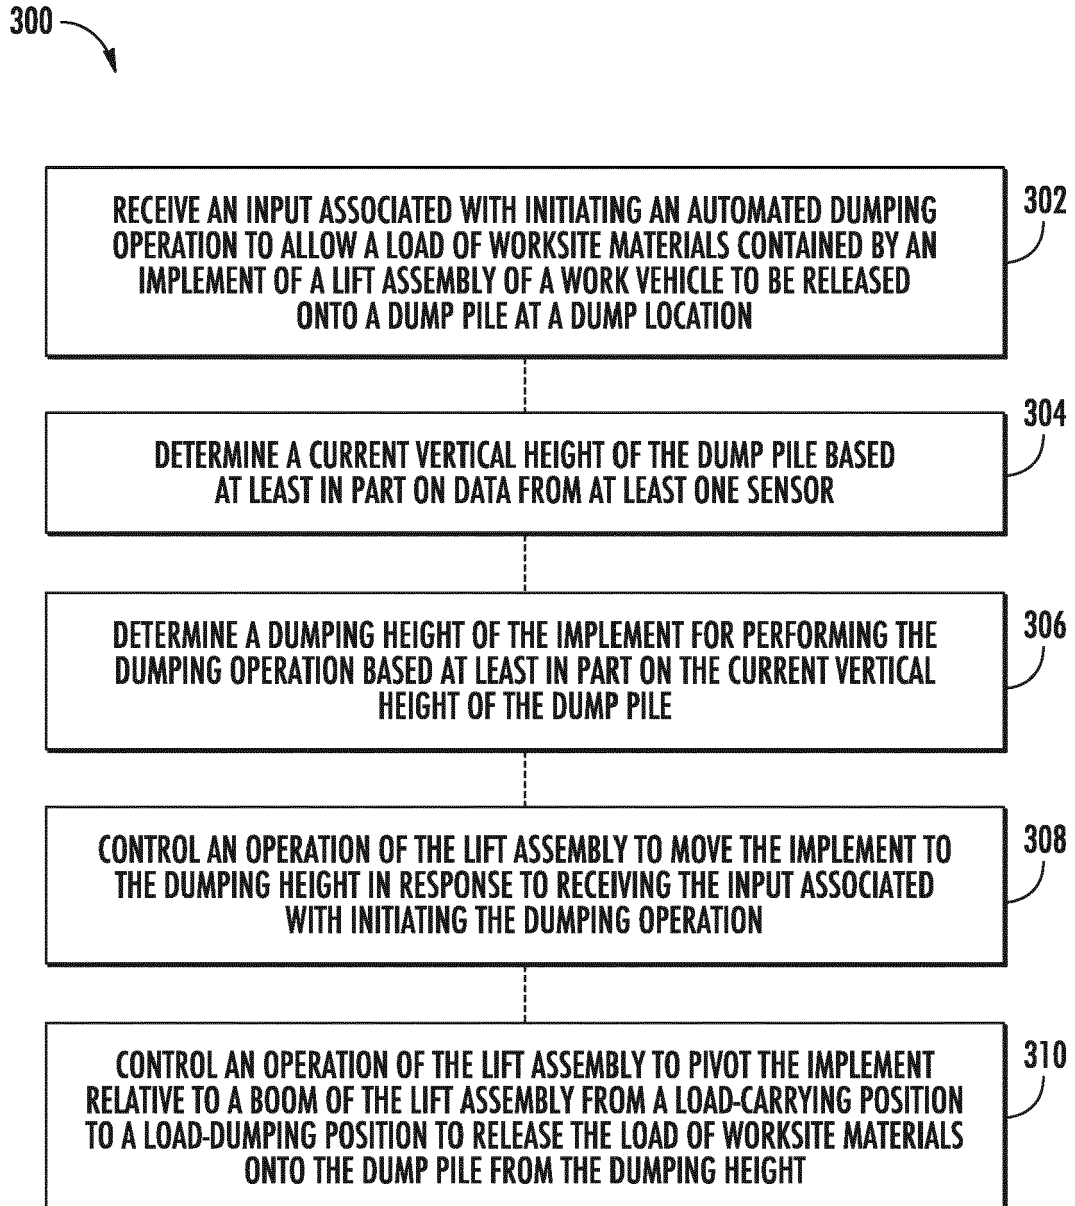 300
RECEIVE AN INPUT ASSOCIATED WITH INITIATING AN AUTOMATED DUMPING
OPERATION TO ALLOW A LOAD OF WORKSITE MATERIALS CONTAINED BY AN
IMPLEMENT OF A LIFT ASSEMBLY OF A WORK VEHICLE TO BE RELEASED
ONTO A DUMP PILE AT A DUMP LOCATION
302
DETERMINE A CURRENT VERTICAL HEIGHT OF THE DUMP PILE BASED
AT LEAST IN PART ON DATA FROM AT LEAST ONE SENSOR
304
DETERMINE A DUMPING HEIGHT OF THE IMPLEMENT FOR PERFORMING THE
DUMPING OPERATION BASED AT LEAST IN PART ON THE CURRENT VERTICAL
HEIGHT OF THE DUMP PILE
306
CONTROL AN OPERATION OF THE LIFT ASSEMBLY TO MOVE THE IMPLEMENT TO
THE DUMPING HEIGHT IN RESPONSE TO RECEIVING THE INPUT ASSOCIATED
WITH INITIATING THE DUMPING OPERATION
308
CONTROL AN OPERATION OF THE LIFT ASSEMBLY TO PIVOT THE IMPLEMENT
RELATIVE TO A BOOM OF THE LIFT ASSEMBLY FROM A LOAD-CARRYING POSITION
TO A LOAD-DUMPING POSITION TO RELEASE THE LOAD OF WORKSITE MATERIALS
ONTO THE DUMP PILE FROM THE DUMPING HEIGHT
310